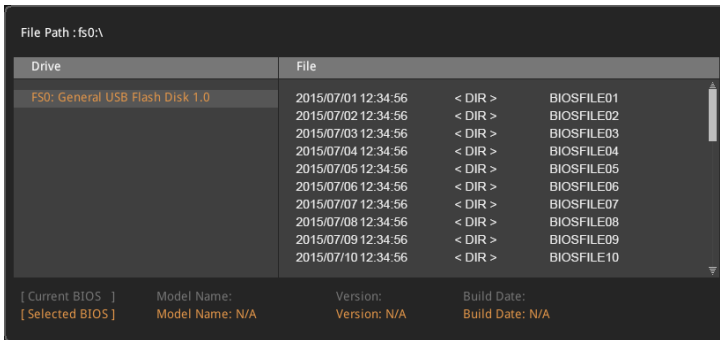 File Path : fs0:\
Drive File
FS0: General USB Flash Disk 1.0
2015/07/01 12:34:56 < DIR > BIOSFILE01
2015/07/02 12:34:56 < DIR > BIOSFILE02
2015/07/03 12:34:56 < DIR > BIOSFILE03
2015/07/04 12:34:56 < DIR > BIOSFILE04
2015/07/05 12:34:56 < DIR > BIOSFILE05
2015/07/06 12:34:56 < DIR > BIOSFILE06
2015/07/07 12:34:56 < DIR > BIOSFILE07
2015/07/08 12:34:56 < DIR > BIOSFILE08
2015/07/09 12:34:56 < DIR > BIOSFILE09
2015/07/10 12:34:56 < DIR > BIOSFILE10
[ Current BIOS ] Model Name: Version: Build Date:
[ Selected BIOS ] Model Name: N/A Version: N/A Build Date: N/A